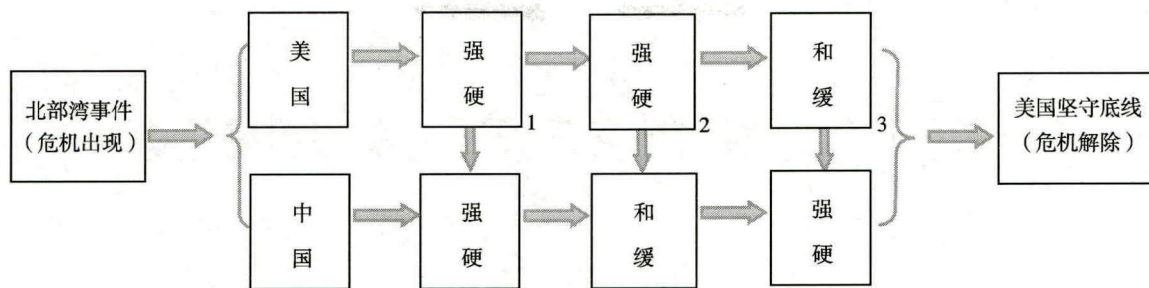 北部湾事件
（危机出现）
美
国
强
硬
1
强
硬
2
和
缓
3
中
国
强
硬
和
缓
强
硬
美国坚守底线
（危机解除）